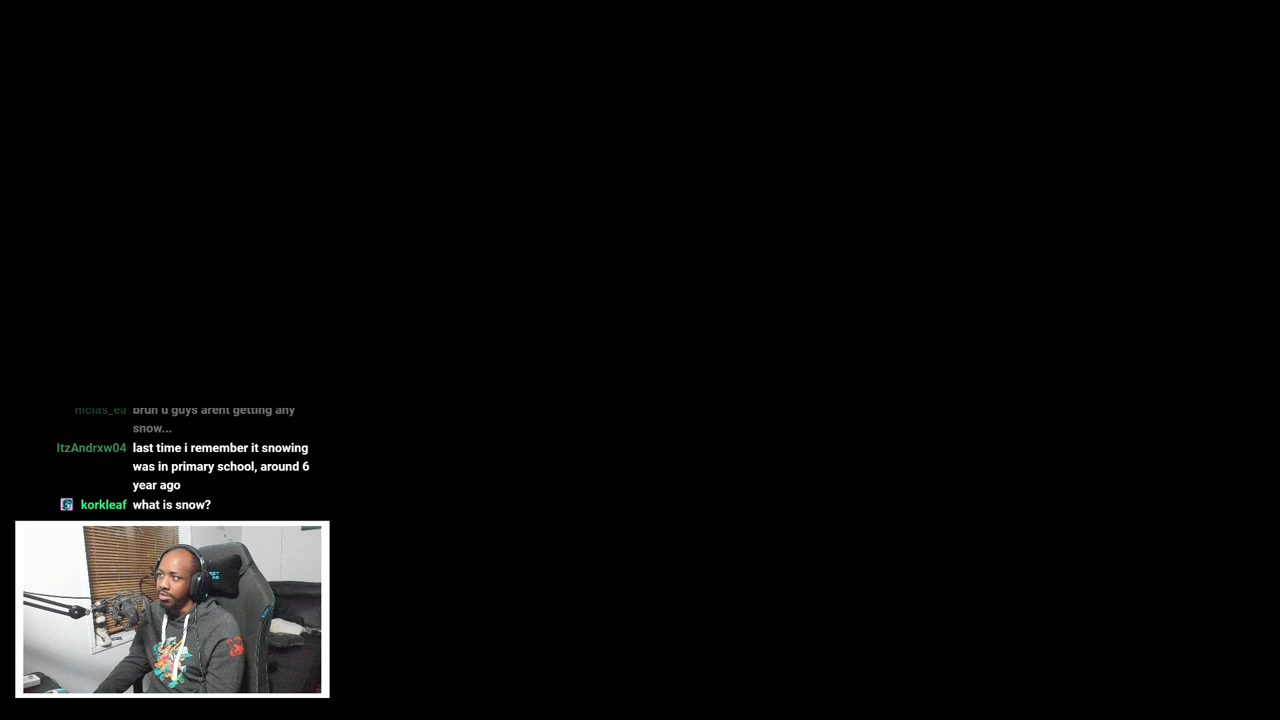 niclas_ea bruh u guys arent getting any
snow...
ItzAndrxw04 last time i remember it snowing
was in primary school, around 6
year ago
korkleaf what is snow?